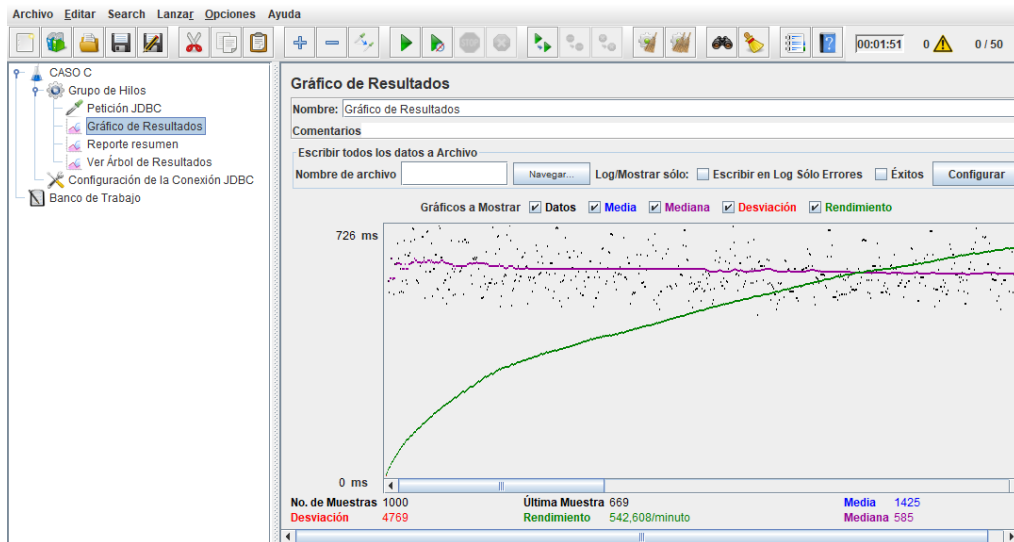 Archivo Editar Search Lanzar Opciones Ayuda
00:01:51 0 0 / 50
CASO C
Grupo de Hilos
Petición JDBC
Gráfico de Resultados
Reporte resumen
Ver Árbol de Resultados
Configuración de la Conexión JDBC
Banco de Trabajo
Gráfico de Resultados
Nombre: Gráfico de Resultados
Comentarios
Escribir todos los datos a Archivo
Nombre de archivo Navegar... Log/Mostrar sólo: Escribir en Log Sólo Errores Éxitos Configurar
Gráficos a Mostrar Datos Media Mediana Desviación Rendimiento
726 ms
0 ms
No. de Muestras 1000 Última Muestra 669 Media 1425
Desviación 4769 Rendimiento 542,608/minuto Mediana 585